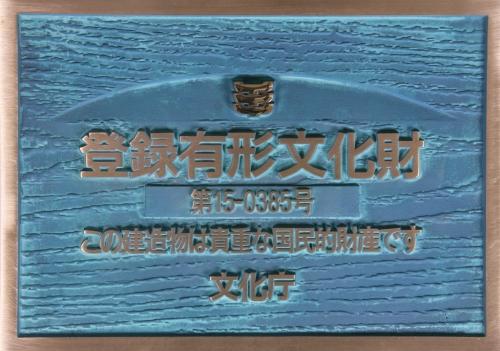 登録有形文化財
第15-0385号
この建造物は貴重な国民的財産です
文化庁